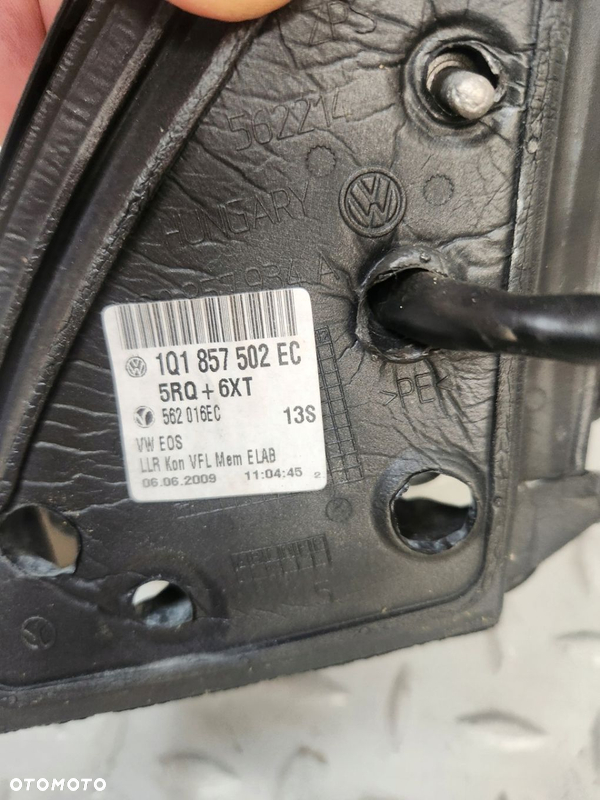 562214
HUNGARY
1Q1 857 502 EC
5RQ + 6XT
562 016EC 13S
VW EOS
LLR Kon VFL Mem ELAB
06.06.2009 11:04:45 2
OTOMOTO